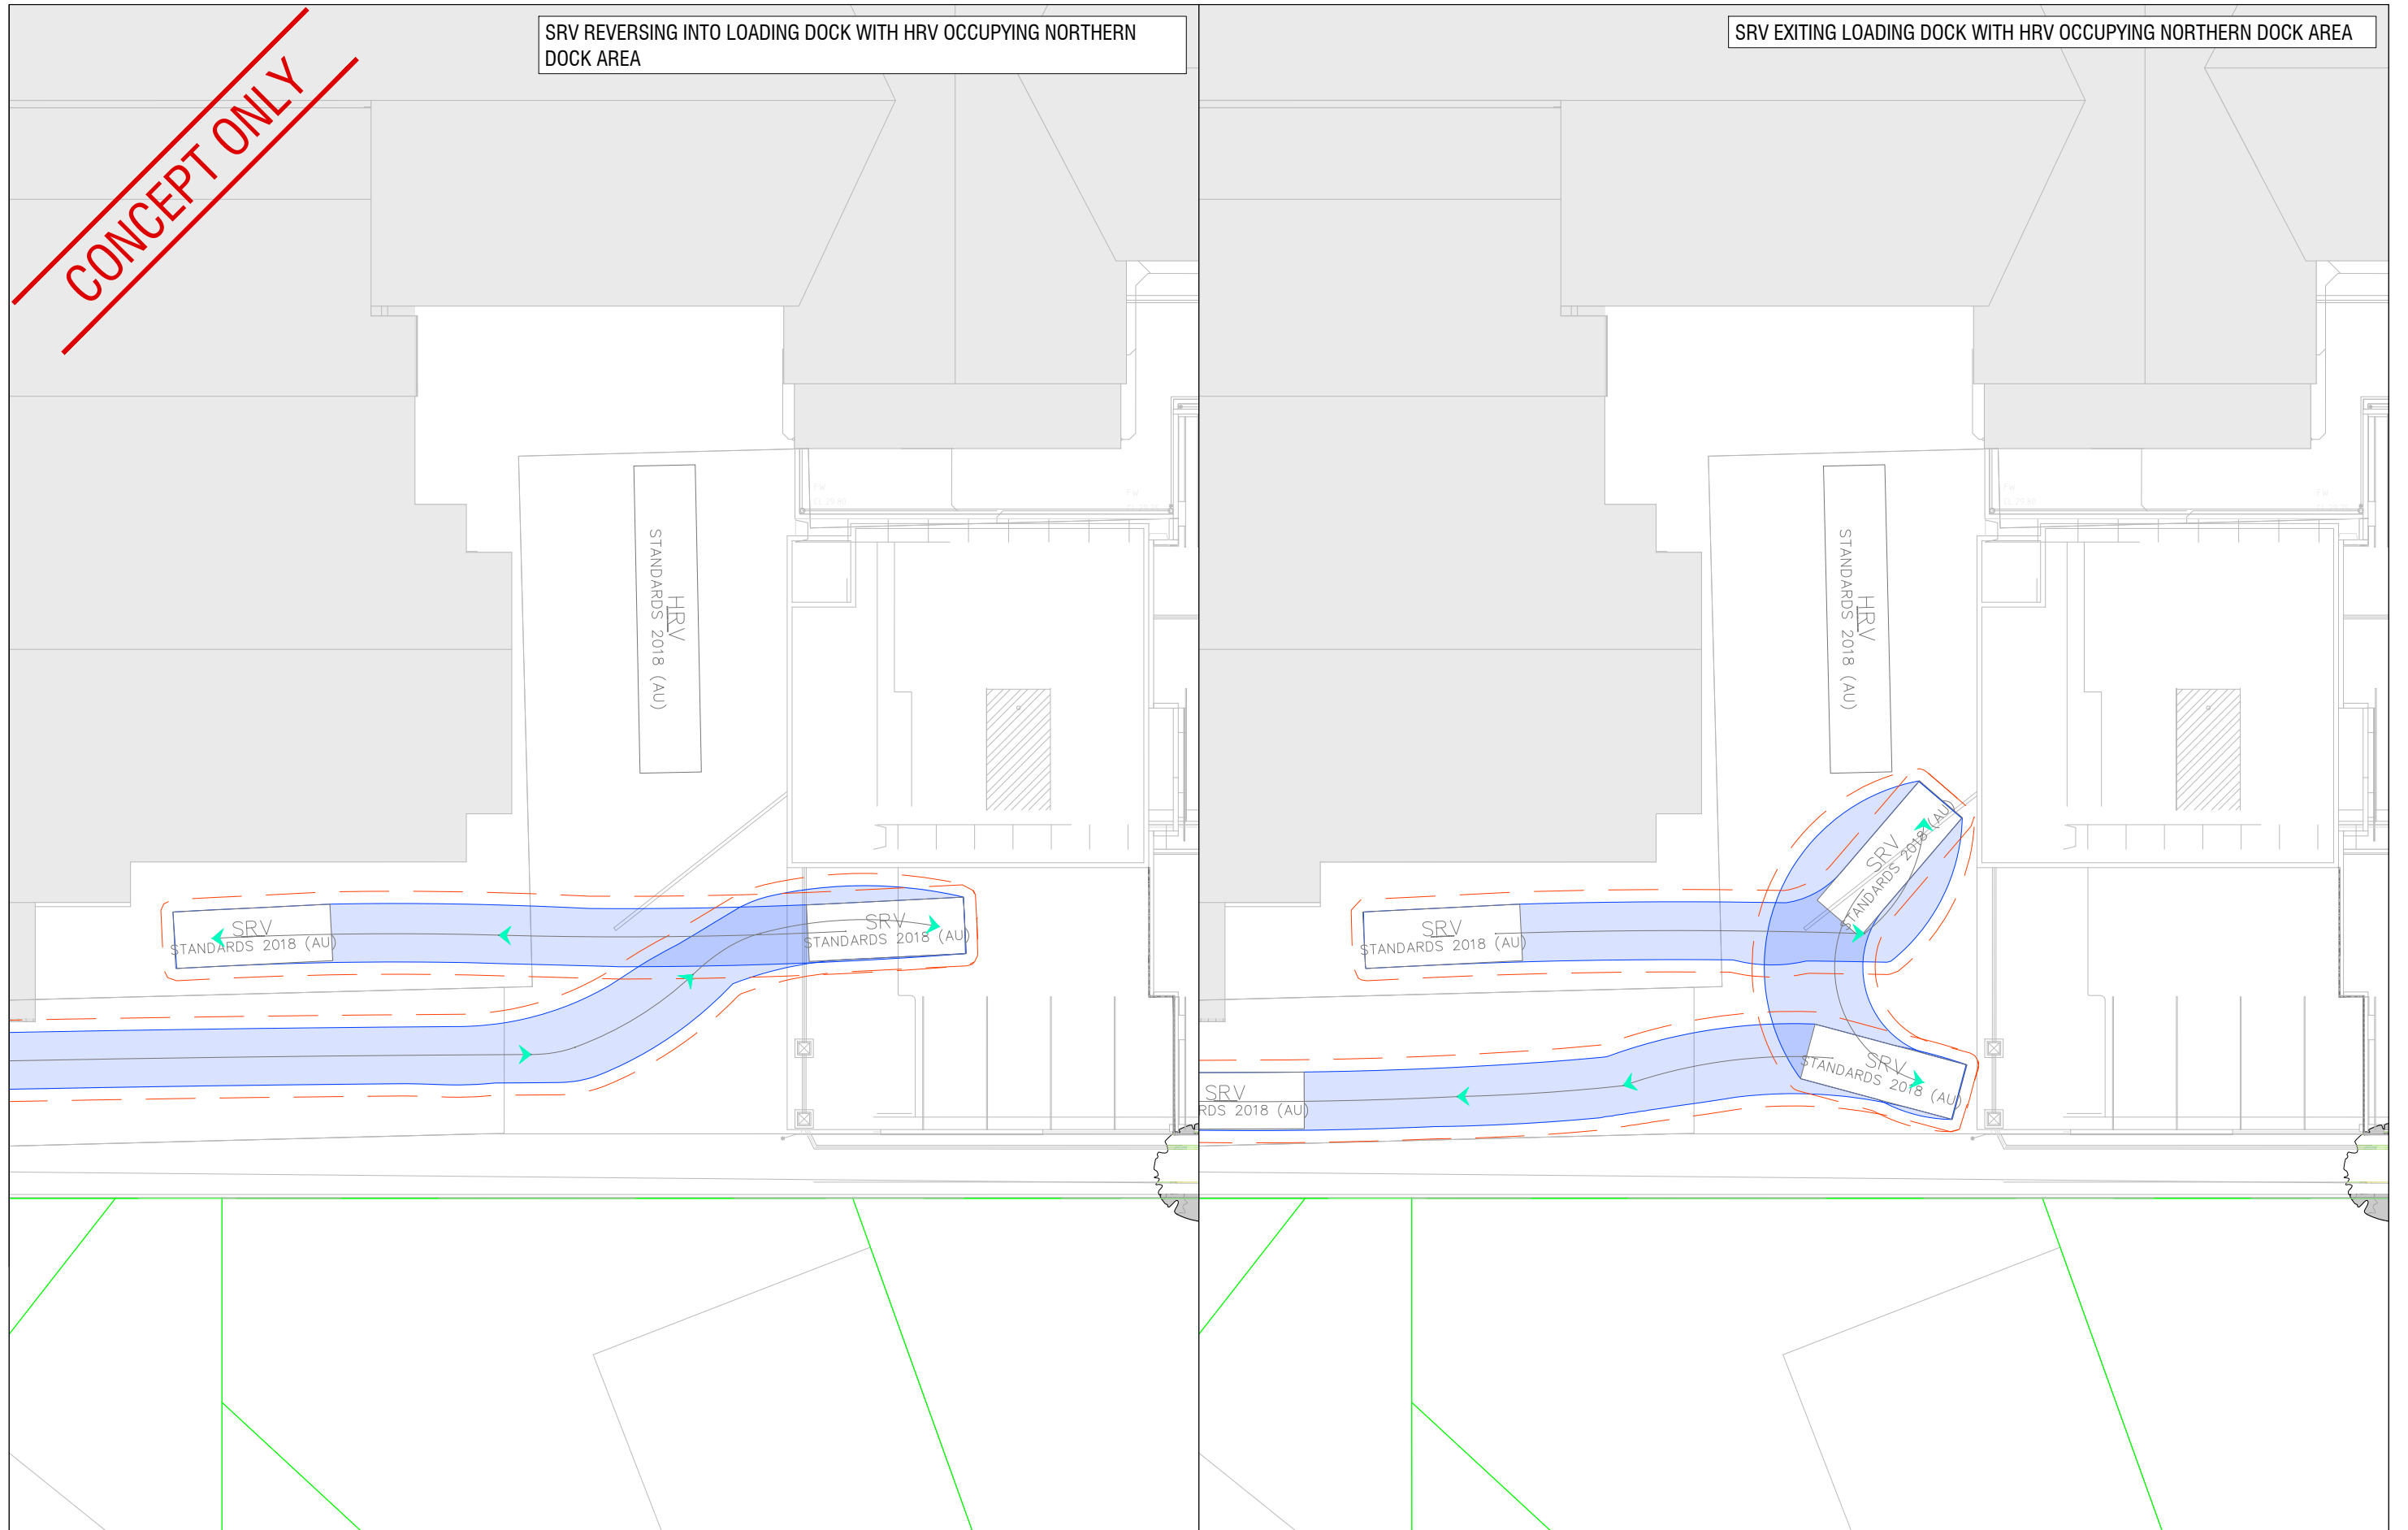 SRV REVERSING INTO LOADING DOCK WITH HRV OCCUPYING NORTHERN
DOCK AREA
CONCEPT ONLY
HRV
STANDARDS 2018 (AU)
SRV
STANDARDS 2018 (AU)
SRV
STANDARDS 2018 (AU)
SRV EXITING LOADING DOCK WITH HRV OCCUPYING NORTHERN DOCK AREA
HRV
STANDARDS 2018 (AU)
SRV
STANDARDS 2018 (AU)
SRV
STANDARDS 2018 (AU)
SRV
STANDARDS 2018 (AU)
SRV
RDS 2018 (AU)